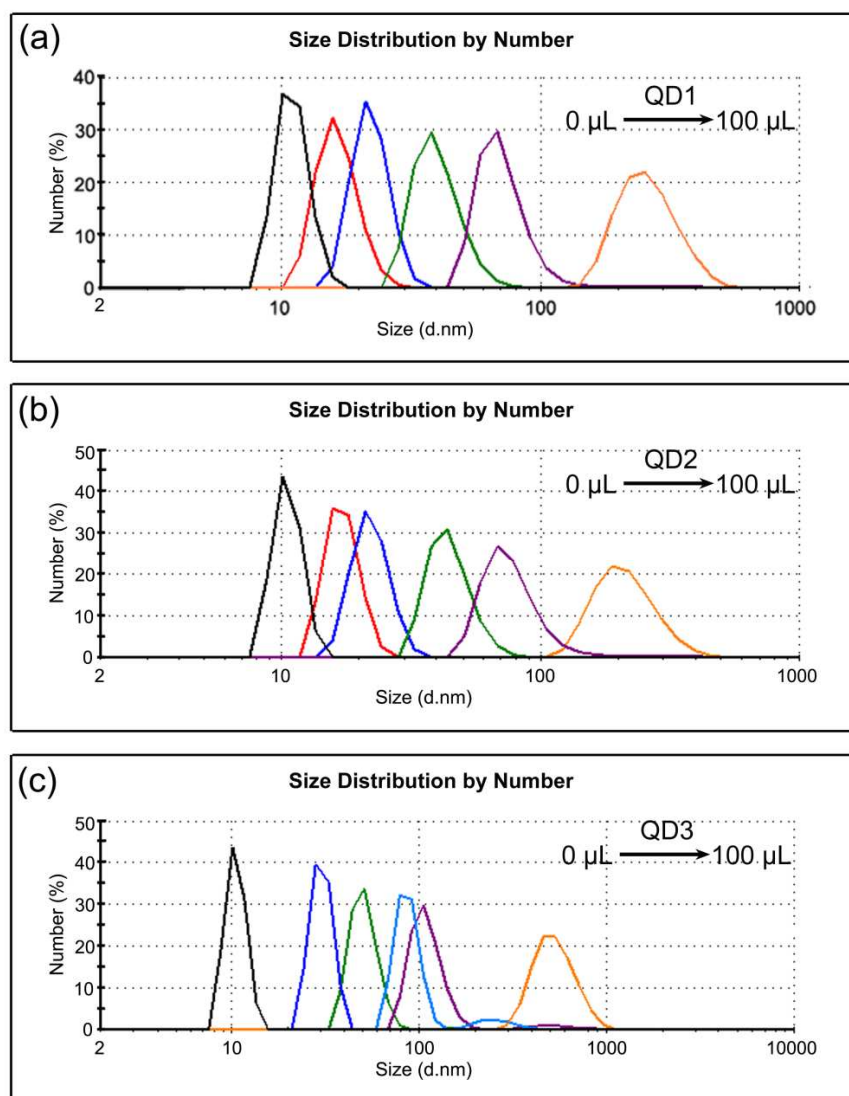 (a)
Size Distribution by Number
40
30
20
10
0
Number (%)
QD1
0 µL 100 µL
2 10 100 1000
Size (d.nm)
(b)
Size Distribution by Number
50
40
30
20
10
0
Number (%)
QD2
0 µL 100 µL
2 10 100 1000
Size (d.nm)
(c)
Size Distribution by Number
50
40
30
20
10
0
Number (%)
QD3
0 µL 100 µL
2 10 100 1000 10000
Size (d.nm)